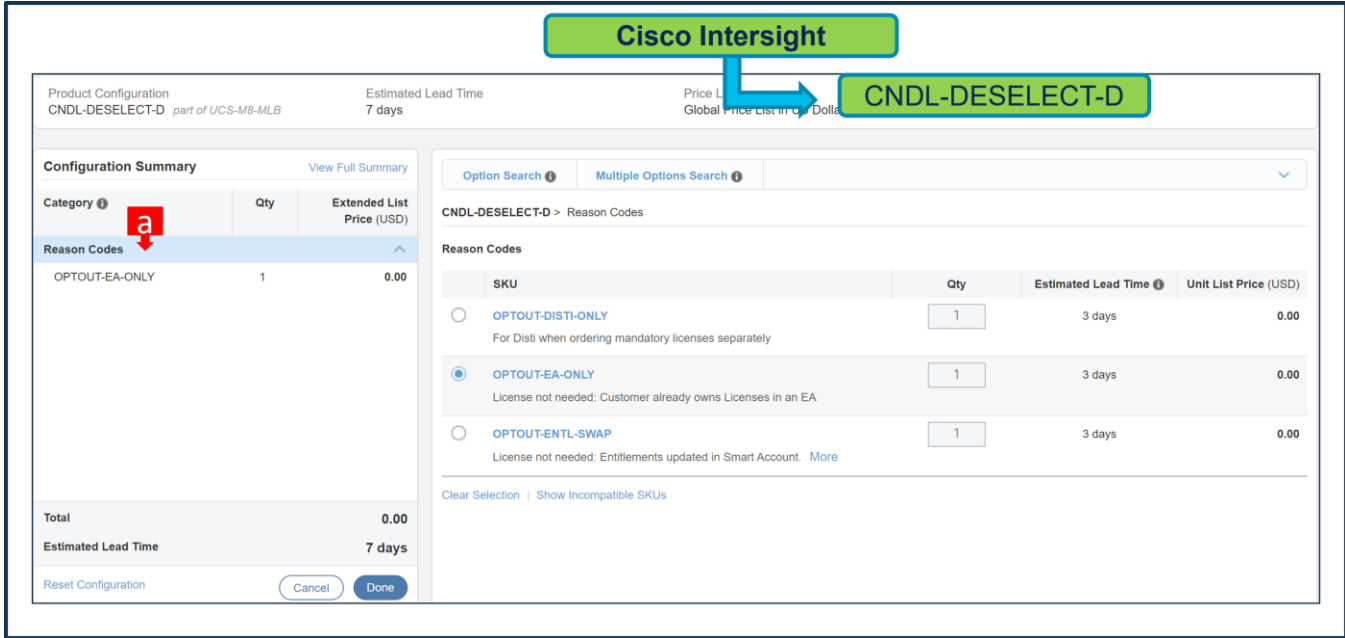 Cisco Intersight
CNDL-DESELECT-D
Product Configuration
CNDL-DESELECT-D part of UCS-M8-MLB
Estimated Lead Time
7 days
Price L
Global Price List in US Dolla
Configuration Summary
View Full Summary
Category
Qty
Extended List
Price (USD)
a
Reason Codes
OPTOUT-EA-ONLY 1 0.00
Total 0.00
Estimated Lead Time 7 days
Reset Configuration Cancel Done
Option Search Multiple Options Search
CNDL-DESELECT-D > Reason Codes
Reason Codes
SKU Qty Estimated Lead Time Unit List Price (USD)
OPTOUT-DISTI-ONLY 1 3 days 0.00
For Disti when ordering mandatory licenses separately
OPTOUT-EA-ONLY 1 3 days 0.00
License not needed: Customer already owns Licenses in an EA
OPTOUT-ENTL-SWAP 1 3 days 0.00
License not needed: Entitlements updated in Smart Account. More
Clear Selection | Show Incompatible SKUs